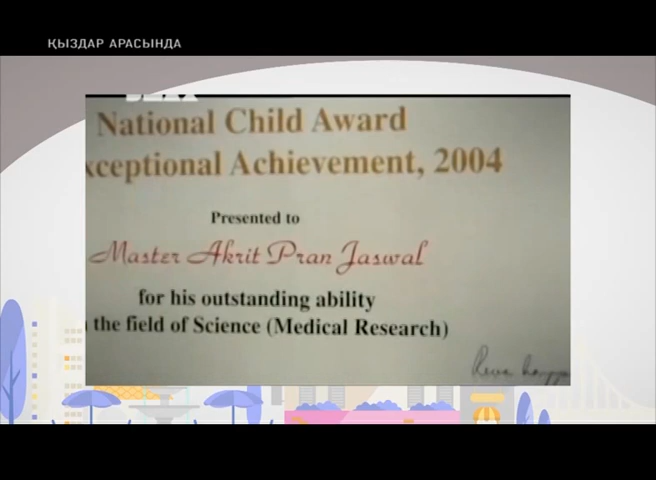 ҚЫЗДАР АРАСЫНДА
National Child Award
xceptional Achievement, 2004
Presented to
Master Akrit Pran Jaswal
for his outstanding ability
the field of Science (Medical Research)